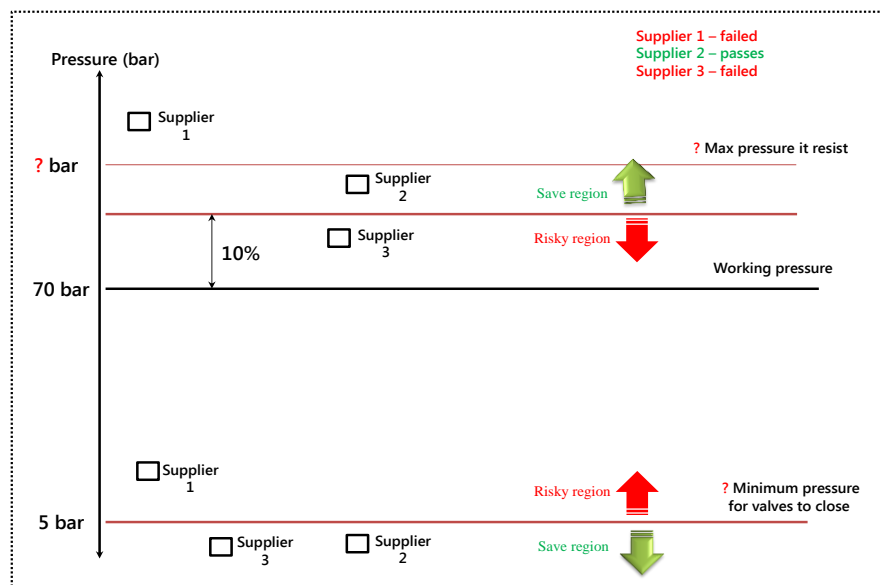 Supplier 1 – failed
Supplier 2 – passes
Supplier 3 – failed
Pressure (bar)
Supplier
1
? bar
? Max pressure it resist
Supplier
2
Save region
Supplier
3
Risky region
10%
Working pressure
70 bar
Supplier
1
Risky region
? Minimum pressure
for valves to close
5 bar
Supplier
3
Supplier
2
Save region